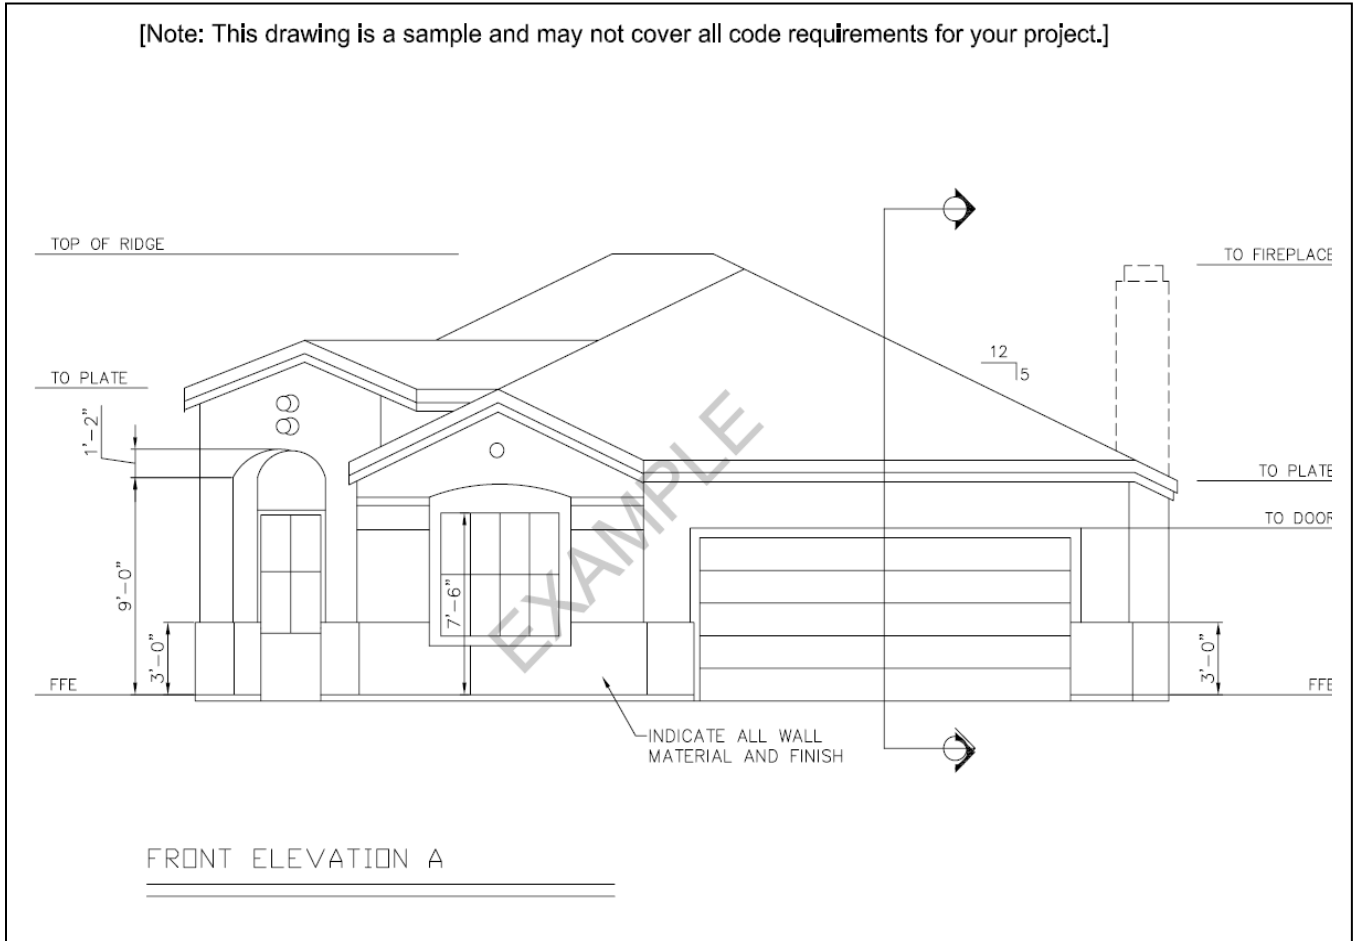 [Note: This drawing is a sample and may not cover all code requirements for your project.]
TOP OF RIDGE
TO FIREPLACE
12
5
TO PLATE
1'-2"
TO PLATE
TO DOOR
EXAMPLE
9'-0"
7'-6"
3'-0"
3'-0"
FFE
FFE
INDICATE ALL WALL
MATERIAL AND FINISH
FRONT ELEVATION A